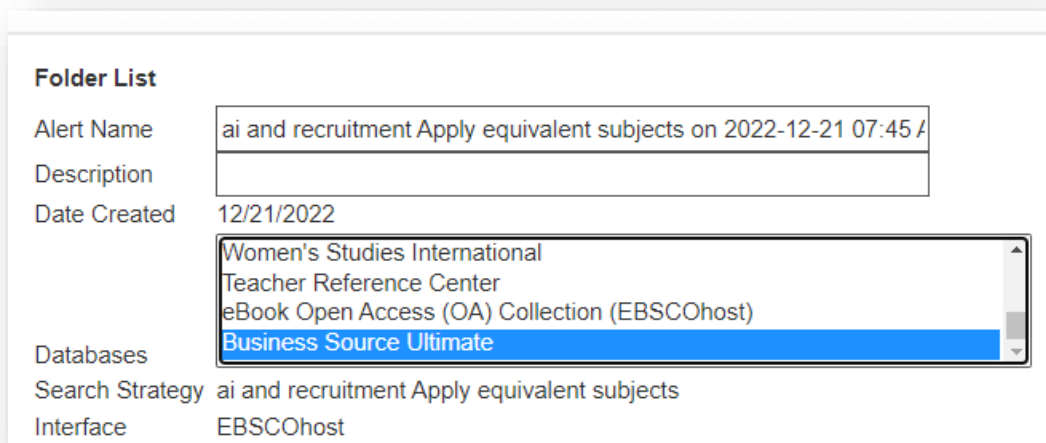 Folder List
Alert Name ai and recruitment Apply equivalent subjects on 2022-12-21 07:45
Description
Date Created 12/21/2022
Women's Studies International
Teacher Reference Center
eBook Open Access (OA) Collection (EBSCOhost)
Business Source Ultimate
Databases
Search Strategy ai and recruitment Apply equivalent subjects
Interface EBSCOhost